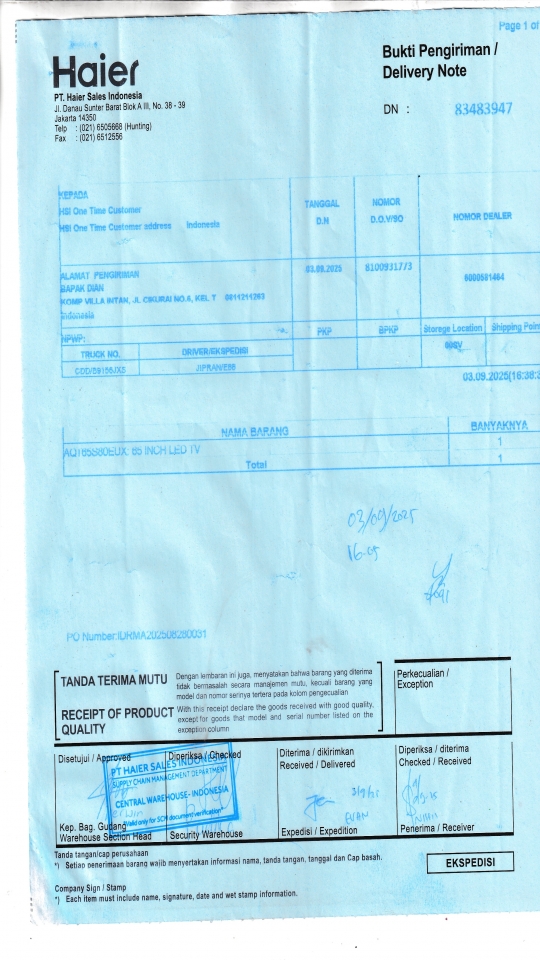 Page 1 of
Haier
Bukti Pengiriman /
Delivery Note
PT. Haier Sales Indonesia
Jl. Danau Sunter Barat Blok A III, No. 38 - 39
Jakarta 14350
Telp : (021) 6505668 (Hunting)
Fax : (021) 6512556
DN : 83483947
KEPADA
HSI One Time Customer
HSI One Time Customer address Indonesia
TANGGAL
D.N
NOMOR
D.O.V/SO
NOMOR DEALER
ALAMAT PENGIRIMAN
BAPAK DIAN
KOMP VILLA INTAN, JL CIKURAI NO.6, KEL T 0811211263
Indonesia
03.09.2025
8100931773
6000581464
NPWP:
PKP
BPKP
Storege Location
Shipping Poin
TRUCK NO.
DRIVER/EKSPEDISI
CDD/B9156JXS
03.09.2025[16:38:3
NAMA BARANG
BANYAKNYA
65 INCH LED TV
1
Total
1
03/09/2025
16.05
PO Number:IDRMA202508280031
TANDA TERIMA MUTU
Dengan lembaran ini juga, menyatakan bahwa barang yang diterima
tidak bermasalah secara manajemen mutu, kecuali barang yang
model dan nomor serinya tertera pada kolom pengecualian
RECEIPT OF PRODUCT
QUALITY
With this receipt declare the goods received with good quality,
except for goods that model and serial number listed on the
exception column
Perkecualian /
Exception
Disetujui / Approved
Diperiksa / Checked
Diterima / dikirimkan
Received / Delivered
Diperiksa / diterima
Checked / Received
PT HAIER SALES INDONESIA
SUPPLY CHAIN MANAGEMENT DEPARTMENT
CENTRAL WAREHOUSE- INDONESIA
*Valid only for SCM document verification*
3/9/25
EVAN
Kep. Bag. Gudang
Warehouse Section Head
Security Warehouse
Expedisi / Expedition
Penerima / Receiver
Tanda tangan/cap perusahaan
*) Setiap penerimaan barang wajib menyertakan informasi nama, tanda tangan, tanggal dan Cap basah.
EKSPEDISI
Company Sign / Stamp
*) Each item must include name, signature, date and wet stamp information.